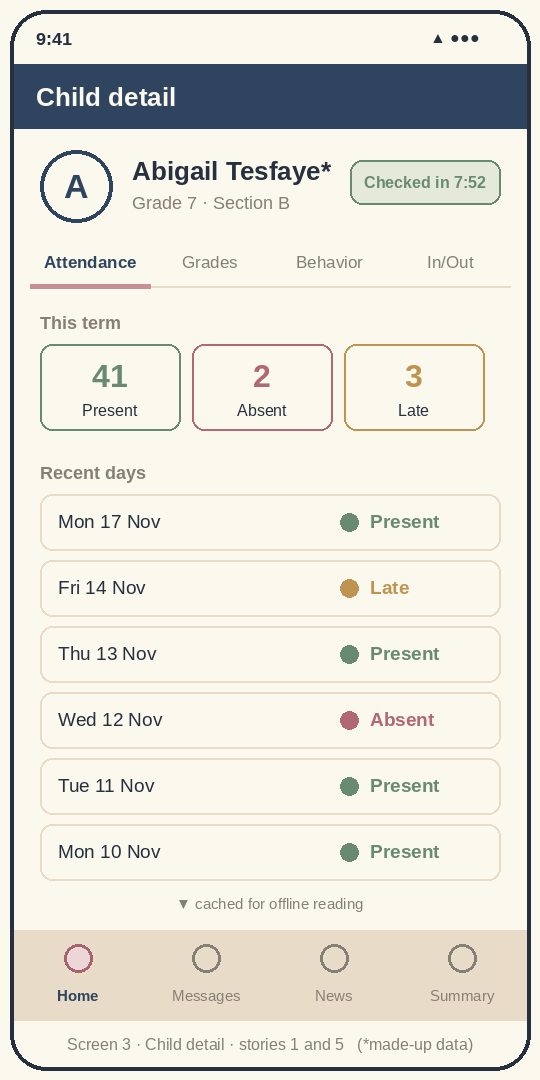 9:41 ▲ ●●●
Child detail
A
Abigail Tesfaye*
Grade 7 · Section B
Checked in 7:52
Attendance Grades Behavior In/Out
This term
41 2 3
Present Absent Late
Recent days
Mon 17 Nov Present
Fri 14 Nov Late
Thu 13 Nov Present
Wed 12 Nov Absent
Tue 11 Nov Present
Mon 10 Nov Present
▼ cached for offline reading
Home Messages News Summary
Screen 3 · Child detail · stories 1 and 5 (*made-up data)